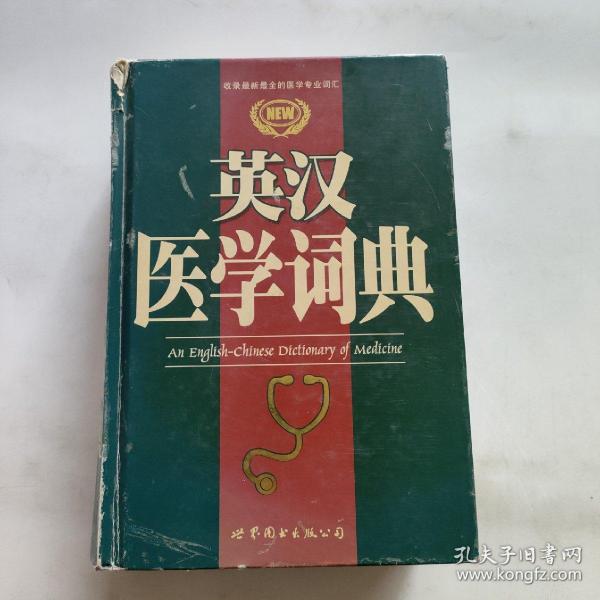 收录最新最全的医学专业词汇
NEW
英汉
医学词典
An English-Chinese Dictionary of Medicine
世界图书出版公司
孔夫子旧书网
www.kongfz.com